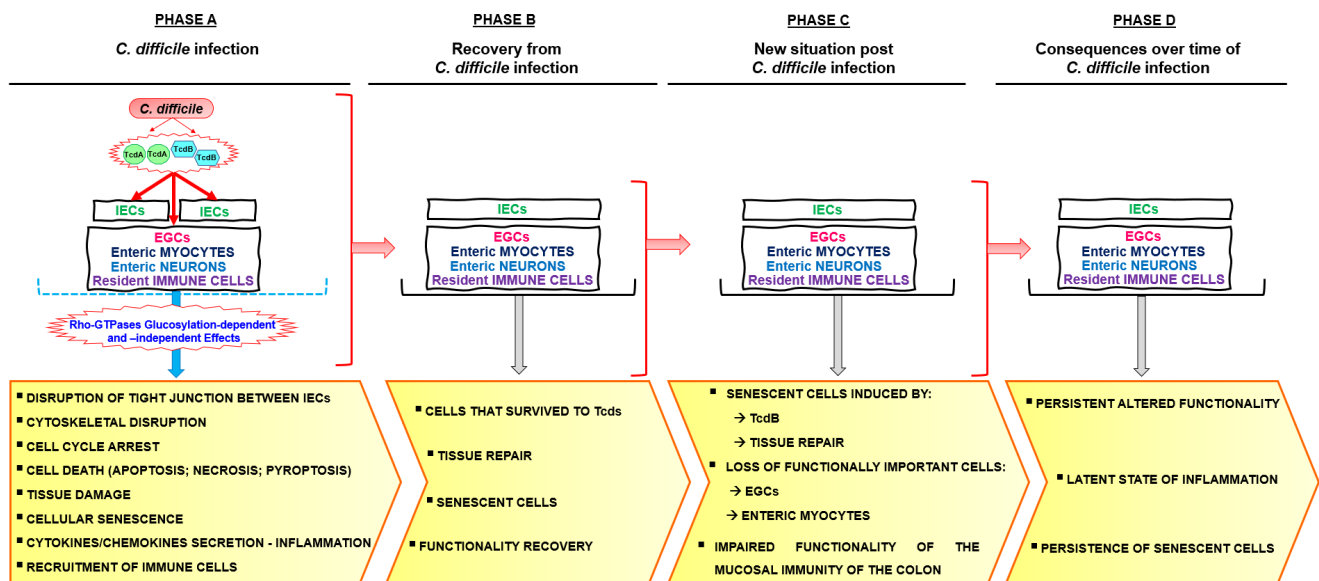 PHASE A
C. difficile infection
C. difficile
TcdA
TcdA
TcdB
TcdB
IECs
IECs
EGCs
Enteric MYOCYTES
Enteric NEURONS
Resident IMMUNE CELLS
Rho-GTPases Glucosylation-dependent
and –independent Effects
▪ DISRUPTION OF TIGHT JUNCTION BETWEEN IECs
▪ CYTOSKELETAL DISRUPTION
▪ CELL CYCLE ARREST
▪ CELL DEATH (APOPTOSIS; NECROSIS; PYROPTOSIS)
▪ TISSUE DAMAGE
▪ CELLULAR SENESCENCE
▪ CYTOKINES/CHEMOKINES SECRETION - INFLAMMATION
▪ RECRUITMENT OF IMMUNE CELLS
PHASE B
Recovery from
C. difficile infection
IECs
EGCs
Enteric MYOCYTES
Enteric NEURONS
Resident IMMUNE CELLS
▪ CELLS THAT SURVIVED TO Tcds
▪ TISSUE REPAIR
▪ SENESCENT CELLS
▪ FUNCTIONALITY RECOVERY
PHASE C
New situation post
C. difficile infection
IECs
EGCs
Enteric MYOCYTES
Enteric NEURONS
Resident IMMUNE CELLS
▪ SENESCENT CELLS INDUCED BY:
→ TcdB
→ TISSUE REPAIR
▪ LOSS OF FUNCTIONALLY IMPORTANT CELLS:
→ EGCs
→ ENTERIC MYOCYTES
▪ IMPAIRED FUNCTIONALITY OF THE
MUCOSAL IMMUNITY OF THE COLON
PHASE D
Consequences over time of
C. difficile infection
IECs
EGCs
Enteric MYOCYTES
Enteric NEURONS
Resident IMMUNE CELLS
▪ PERSISTENT ALTERED FUNCTIONALITY
▪ LATENT STATE OF INFLAMMATION
▪ PERSISTENCE OF SENESCENT CELLS